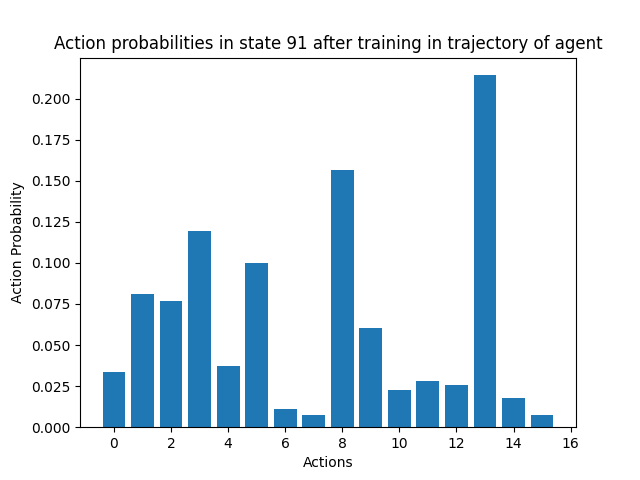 Action probabilities in state 91 after training in trajectory of agent
0.200
0.175
0.150
0.125
0.100
0.075
0.050
0.025
0.000
Action Probability
0 2 4 6 8 10 12 14 16
Actions